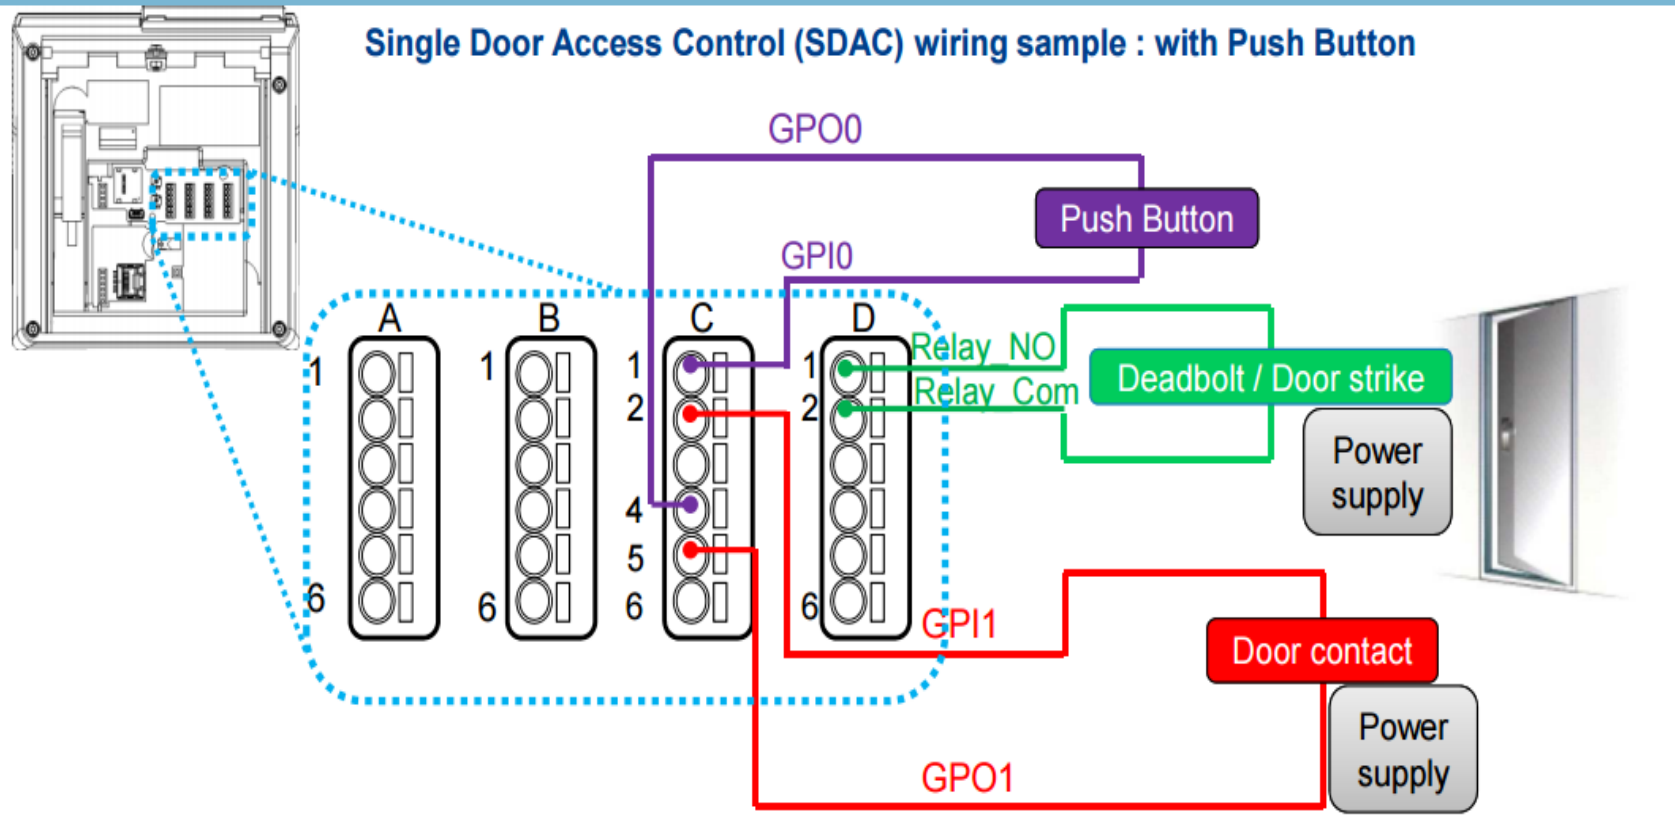 Single Door Access Control (SDAC) wiring sample : with Push Button
GPO0
Push Button
GPI0
A
B
C
D
1
1
1
1
Relay_NO
Deadbolt / Door strike
2
2
Relay_Com
Power
supply
4
5
6
6
6
6
GPI1
Door contact
Power
supply
GPO1